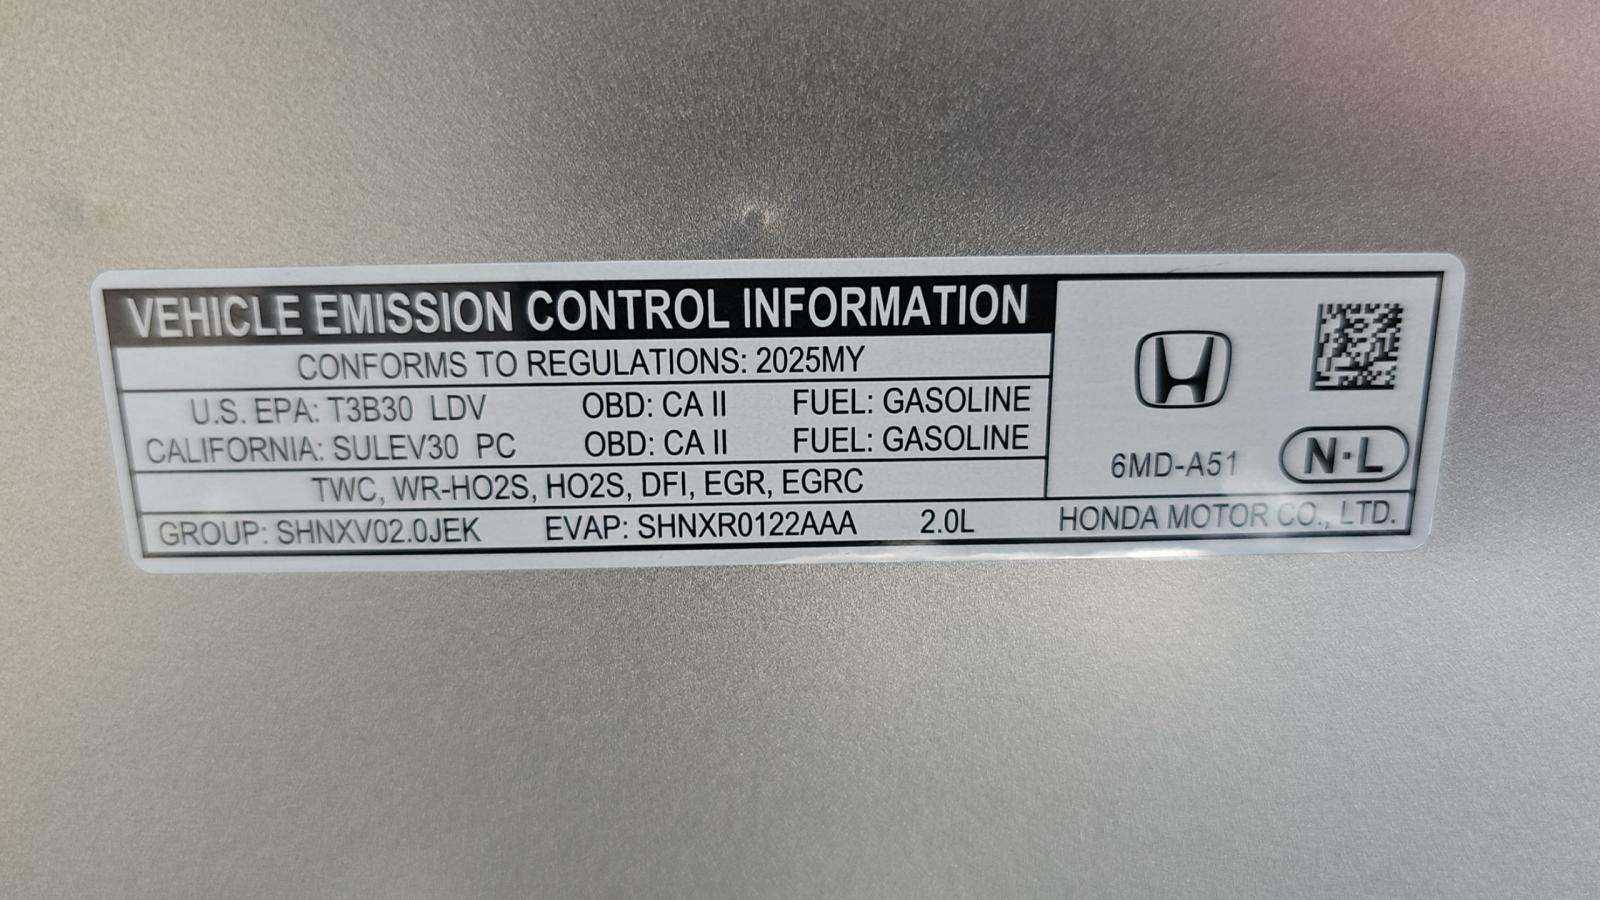 VEHICLE EMISSION CONTROL INFORMATION
CONFORMS TO REGULATIONS: 2025MY
U.S. EPA: T3B30 LDV OBD: CA II FUEL: GASOLINE
CALIFORNIA: SULEV30 PC OBD: CA II FUEL: GASOLINE
TWC, WR-HO2S, HO2S, DFI, EGR, EGRC
GROUP: SHNXV02.0JEK EVAP: SHNXR0122AAA 2.0L
6MD-A51 N·L
HONDA MOTOR CO., LTD.